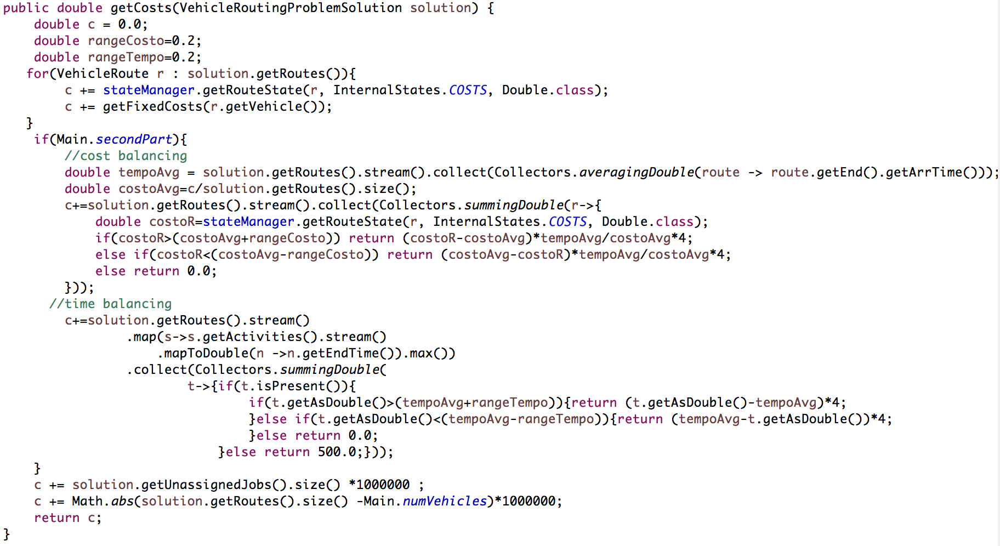 public double getCosts(VehicleRoutingProblemSolution solution) {
    double c = 0.0;
    double rangeCosto=0.2;
    double rangeTempo=0.2;
   for(VehicleRoute r : solution.getRoutes()){
        c += stateManager.getRouteState(r, InternalStates.COSTS, Double.class);
        c += getFixedCosts(r.getVehicle());
   }
    if(Main.secondPart){
        //cost balancing
        double tempoAvg = solution.getRoutes().stream().collect(Collectors.averagingDouble(route -> route.getEnd().getArrTime()));
        double costoAvg=c/solution.getRoutes().size();
        c+=solution.getRoutes().stream().collect(Collectors.summingDouble(r->{
            double costoR=stateManager.getRouteState(r, InternalStates.COSTS, Double.class);
            if(costoR>(costoAvg+rangeCosto)) return (costoR-costoAvg)*tempoAvg/costoAvg*4;
            else if(costoR<(costoAvg-rangeCosto)) return (costoAvg-costoR)*tempoAvg/costoAvg*4;
            else return 0.0;
        }));
      //time balancing
        c+=solution.getRoutes().stream()
                .map(s->s.getActivities().stream()
                    .mapToDouble(n ->n.getEndTime()).max())
                .collect(Collectors.summingDouble(
                        t->{if(t.isPresent()){
                                if(t.getAsDouble()>(tempoAvg+rangeTempo)){return (t.getAsDouble()-tempoAvg)*4;
                                }else if(t.getAsDouble()<(tempoAvg-rangeTempo)){return (tempoAvg-t.getAsDouble())*4;
                                }else return 0.0;
                            }else return 500.0;}));
    }
    c += solution.getUnassignedJobs().size() *1000000 ;
    c += Math.abs(solution.getRoutes().size() -Main.numVehicles)*1000000;
    return c;
}